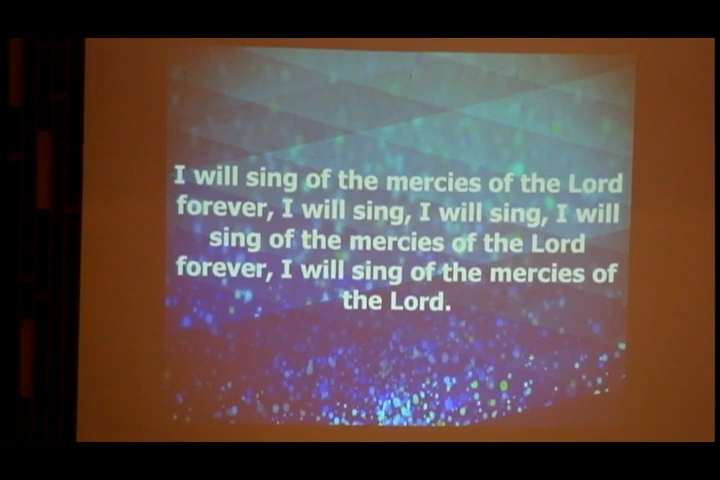 I will sing of the mercies of the Lord
forever, I will sing, I will sing, I will
sing of the mercies of the Lord
forever, I will sing of the mercies of
the Lord.